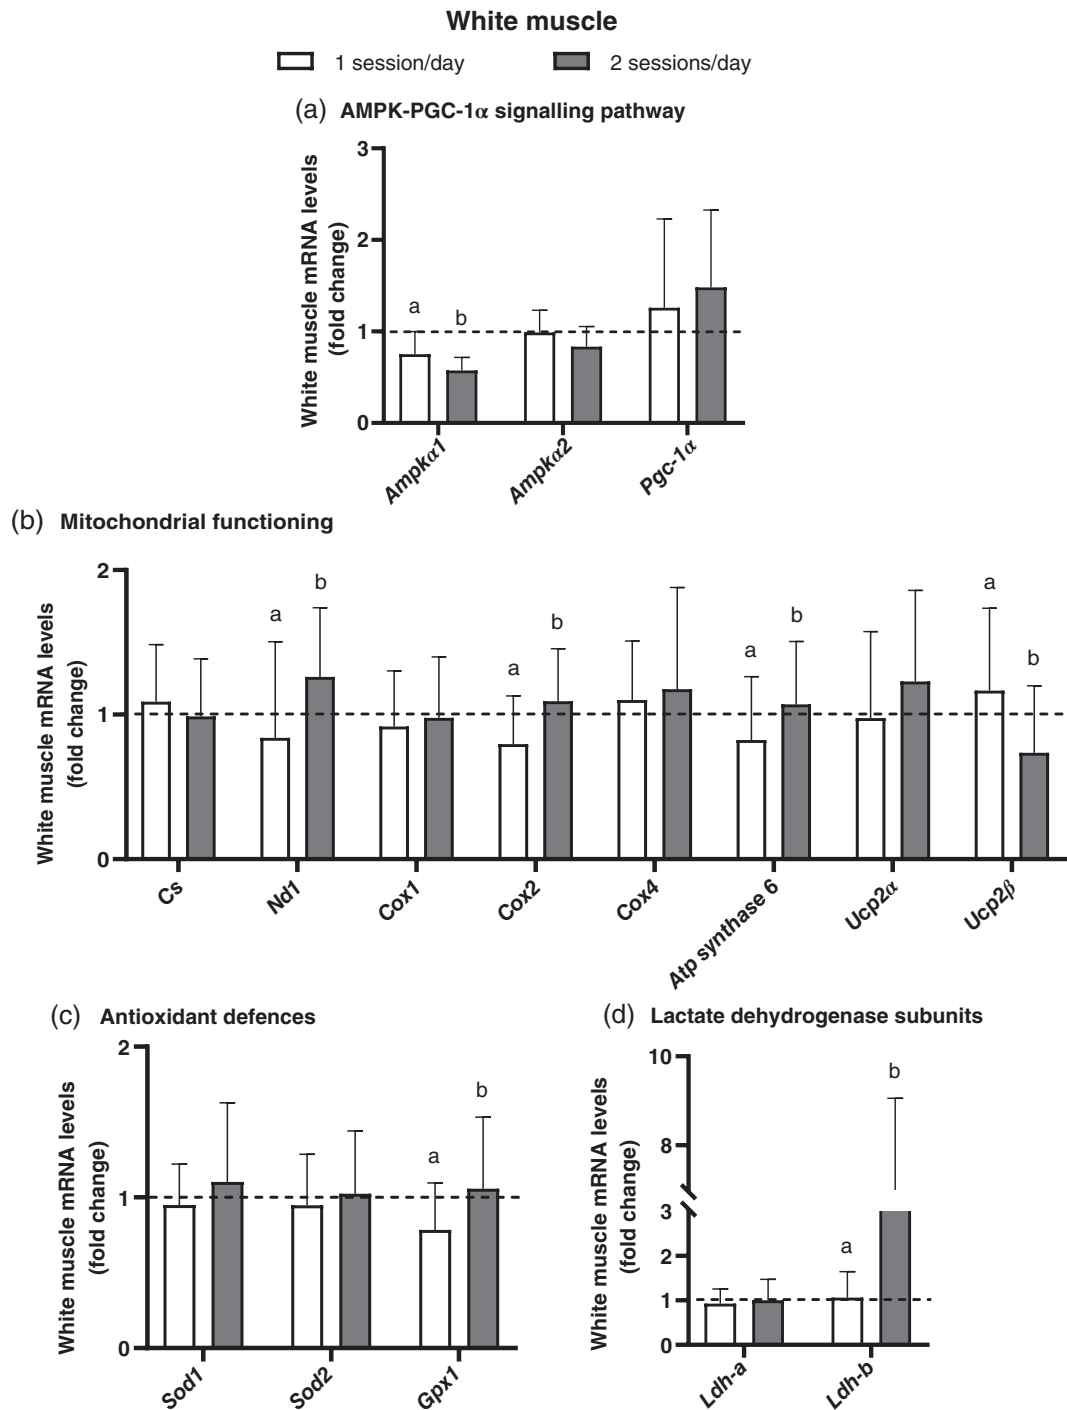 White muscle
1 session/day
2 sessions/day
(a) AMPK-PGC-1α signalling pathway
White muscle mRNA levels
(fold change)
3
2
1
0
a
b
Ampkα1
Ampkα2
Pgc-1α
(b) Mitochondrial functioning
White muscle mRNA levels
(fold change)
2
1
0
a
b
a
b
a
b
a
b
Cs
Nd1
Cox1
Cox2
Cox4
Atp synthase 6
Ucp2α
Ucp2β
(c) Antioxidant defences
White muscle mRNA levels
(fold change)
2
1
0
a
b
Sod1
Sod2
Gpx1
(d) Lactate dehydrogenase subunits
White muscle mRNA levels
(fold change)
10
8
3
2
1
0
a
b
Ldh-a
Ldh-b